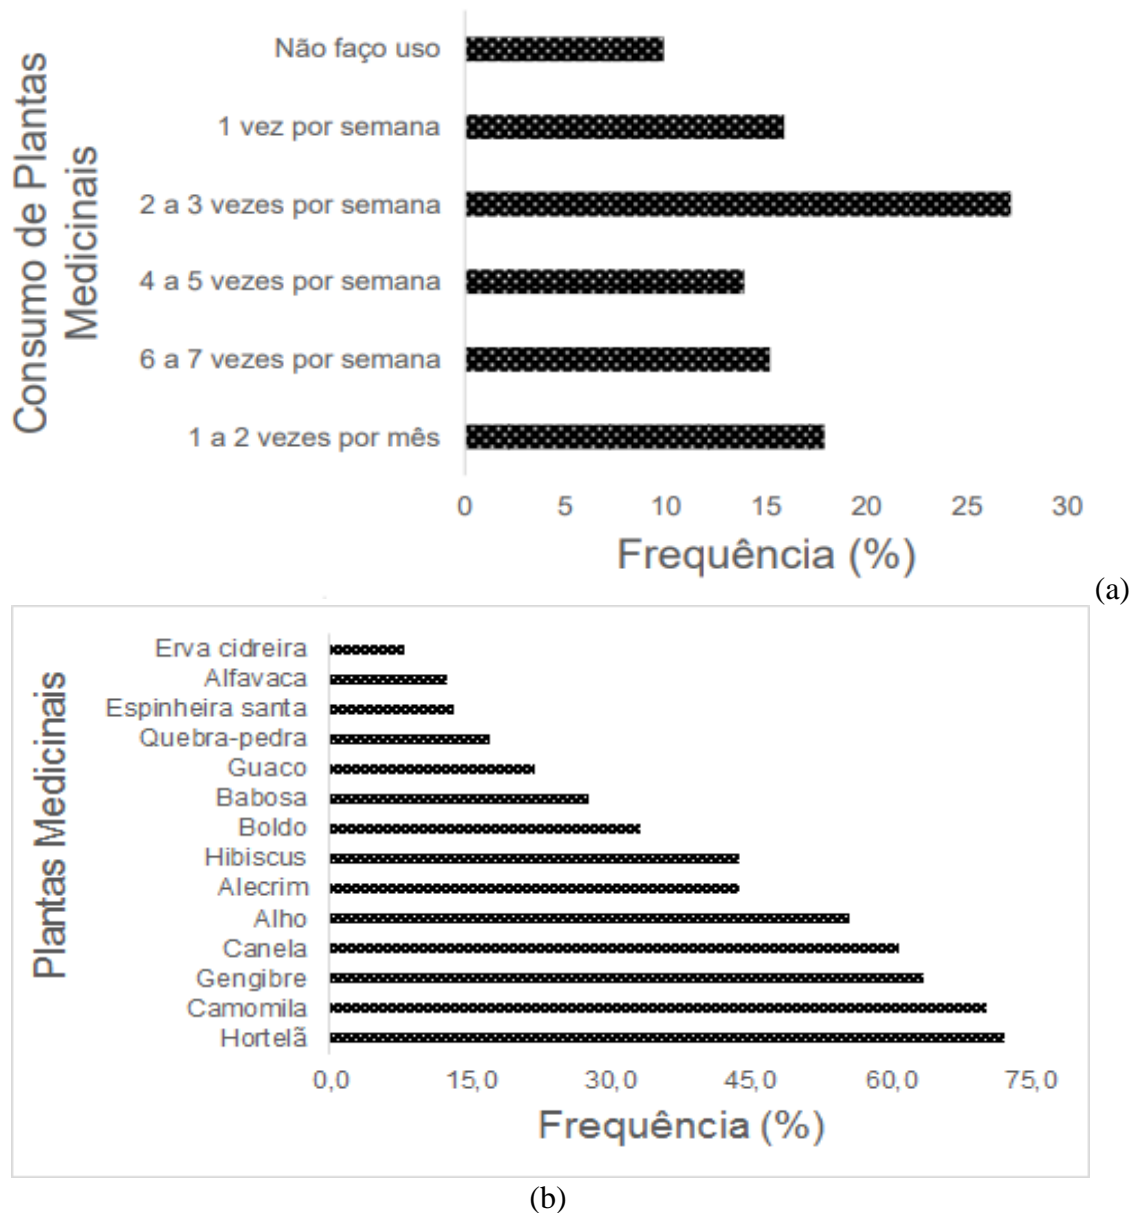 Consumo de Plantas
Medicinais
Não faço uso
1 vez por semana
2 a 3 vezes por semana
4 a 5 vezes por semana
6 a 7 vezes por semana
1 a 2 vezes por mês
0 5 10 15 20 25 30
Frequência (%)
(a)
Plantas Medicinais
Erva cidreira
Alfavaca
Espinheira santa
Quebra-pedra
Guaco
Babosa
Boldo
Hibiscus
Alecrim
Alho
Canela
Gengibre
Camomila
Hortelã
0,0 15,0 30,0 45,0 60,0 75,0
Frequência (%)
(b)